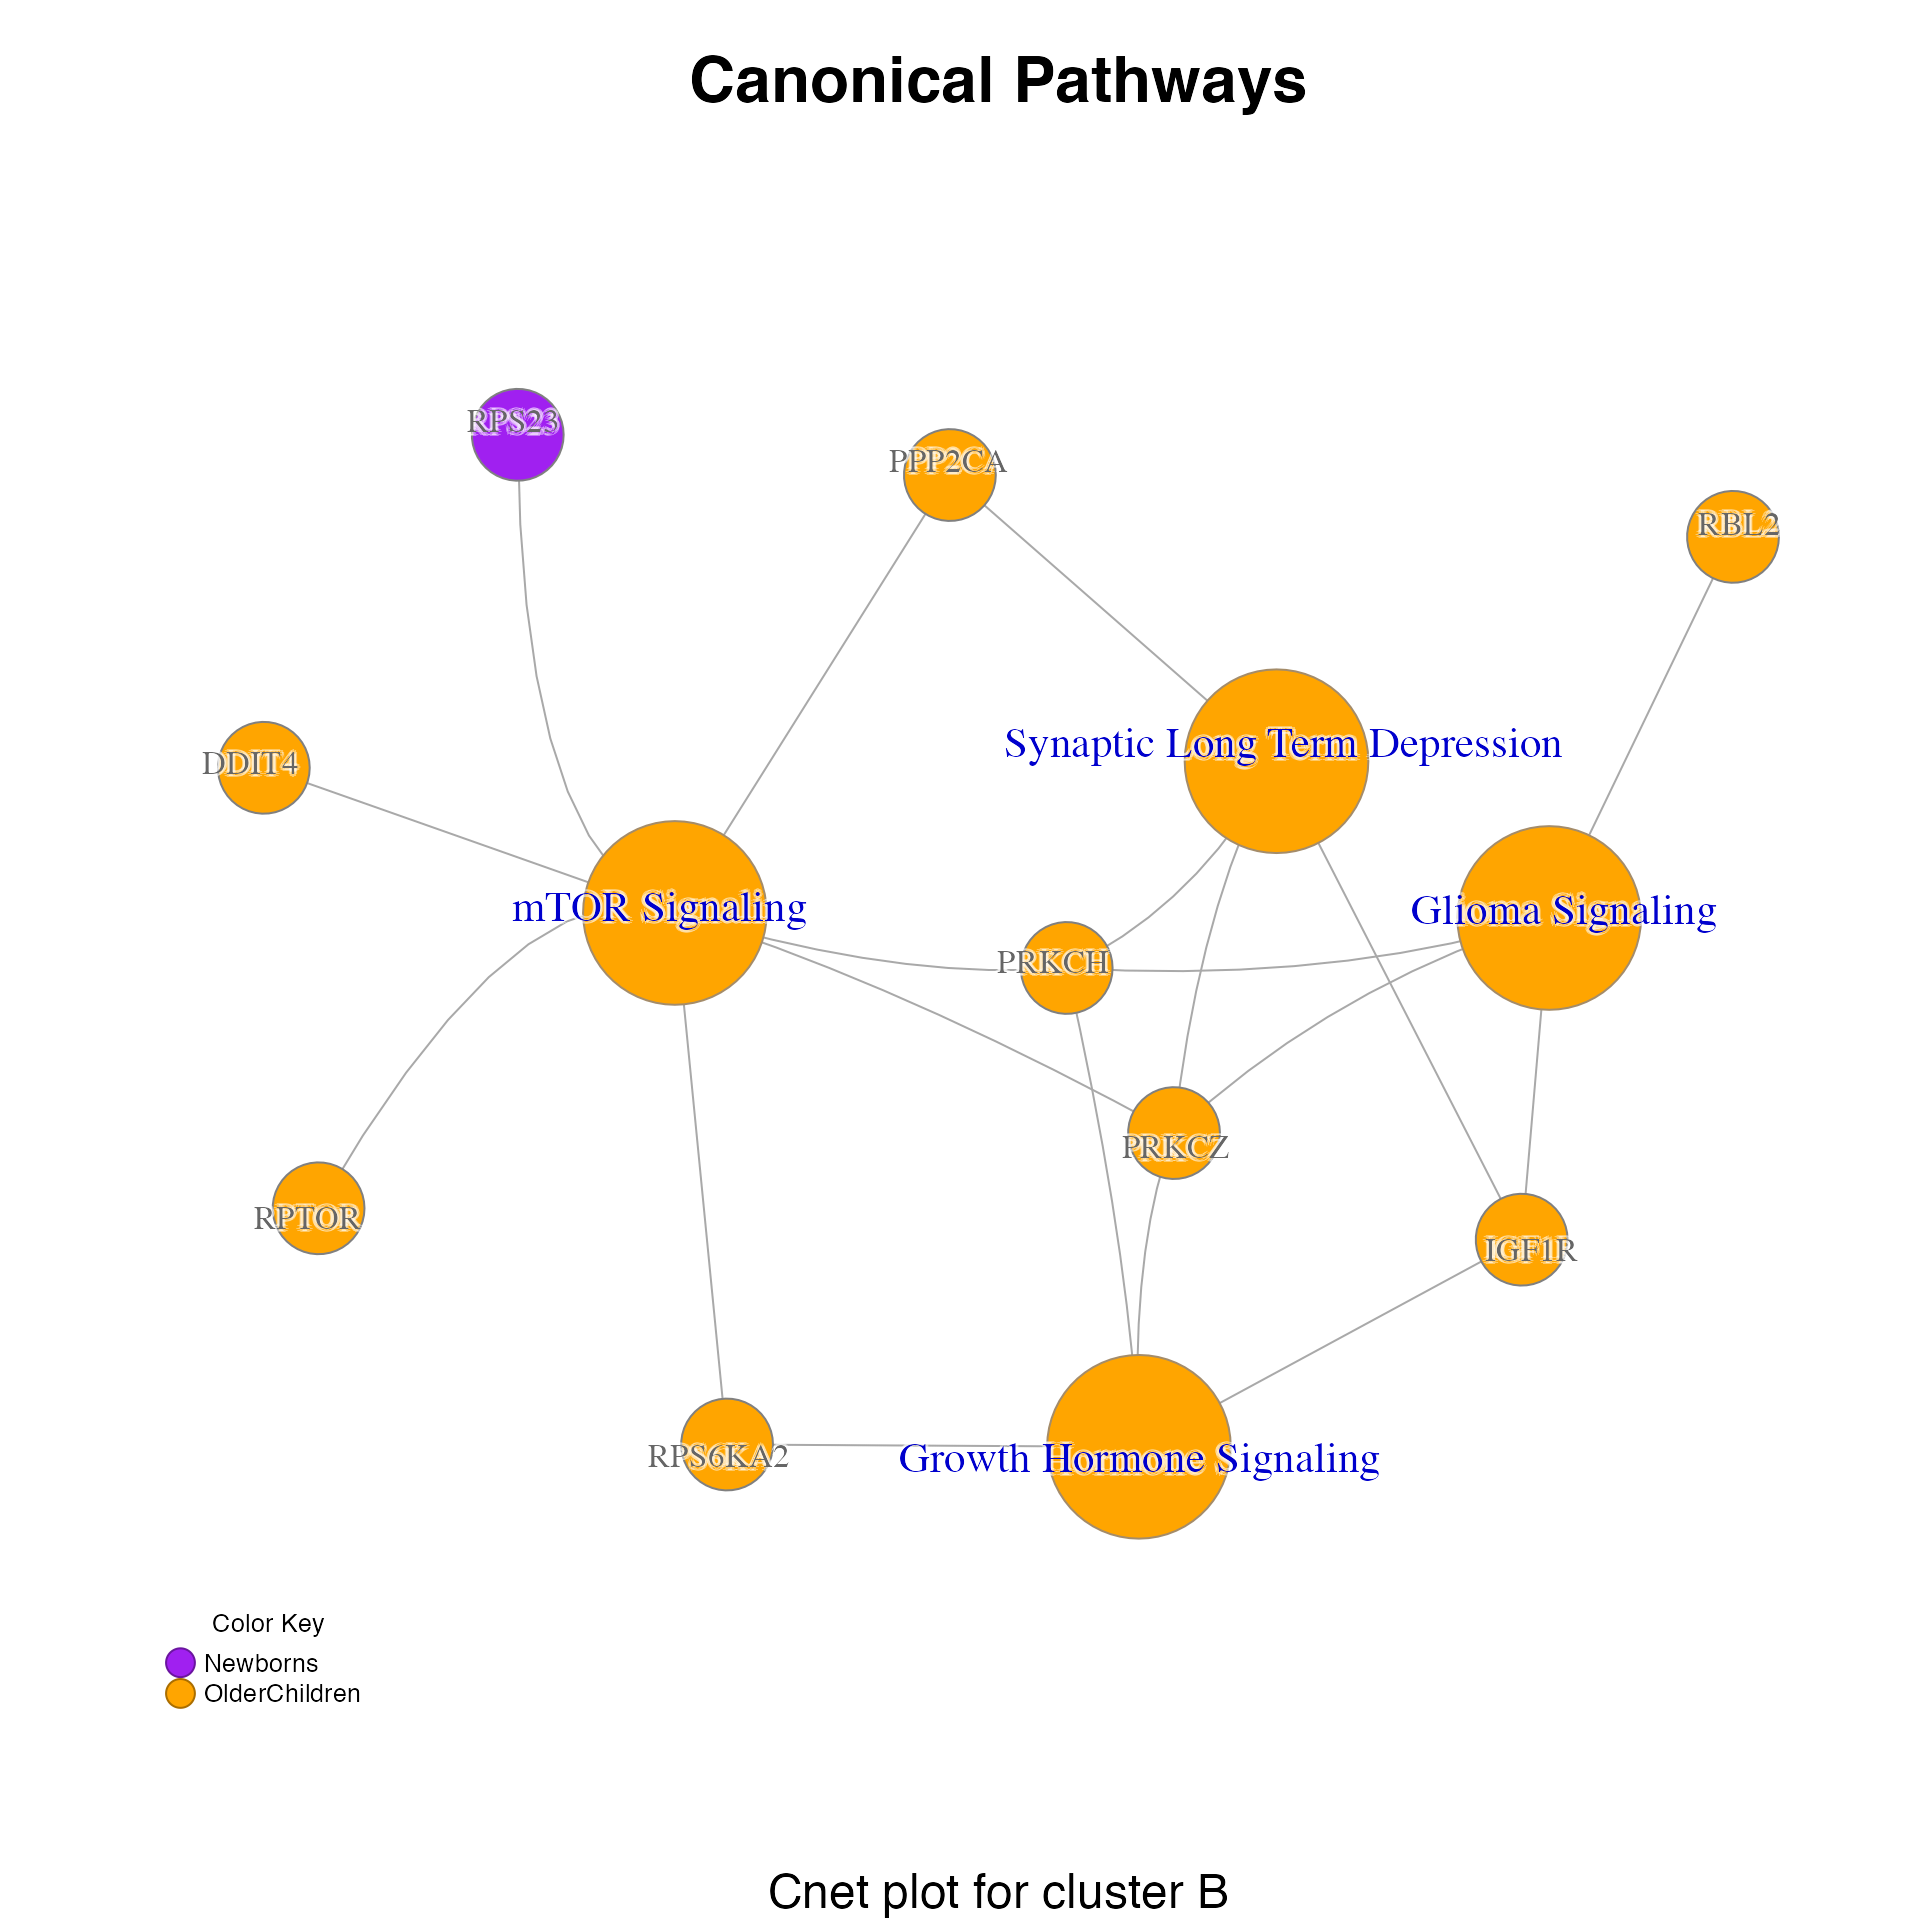 Canonical Pathways
RPS23
PPP2CA
RBL2
Synaptic Long Term Depression
DDIT4
mTOR Signaling
Glioma Signaling
PRKCH
PRKCZ
RPTOR
IGF1R
RPS6KA2
Growth Hormone Signaling
Color Key
Newborns
OlderChildren
Cnet plot for cluster B